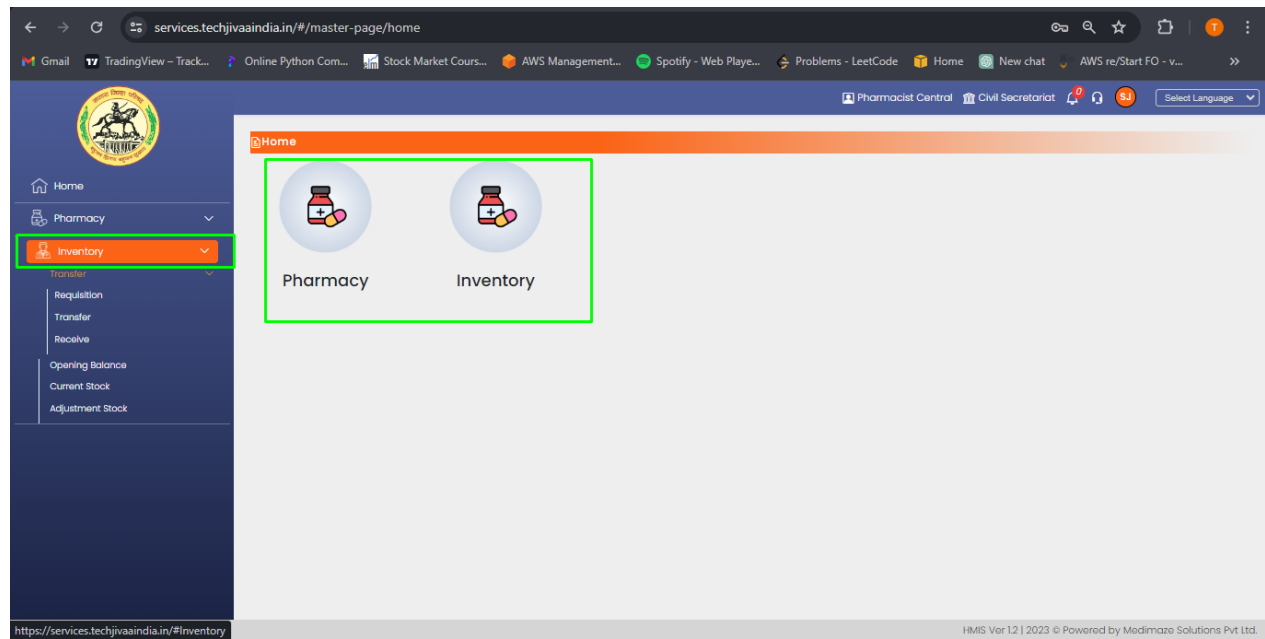 services.techjivaaindia.in/#/master-page/home
Gmail TradingView – Track... Online Python Com... Stock Market Cours... AWS Management... Spotify - Web Playe... Problems - LeetCode Home New chat AWS re/Start FO - v... »
Pharmacist Central Civil Secretariat 0 SJ Select Language
Home
Home
Pharmacy
Inventory
Transfer
Requisition
Transfer
Receive
Opening Balance
Current Stock
Adjustment Stock
Pharmacy Inventory
https://services.techjivaaindia.in/#Inventory
HMIS Ver 1.2 | 2023 © Powered by Medimaze Solutions Pvt Ltd.